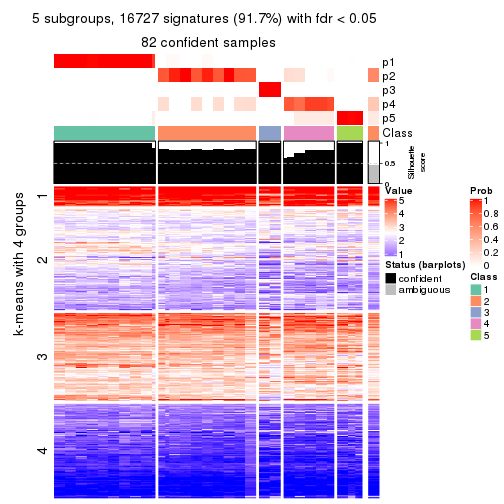 5 subgroups, 16727 signatures (91.7%) with fdr < 0.05
82 confident samples
p1
p2
p3
p4
p5
Class
1
0.5
0
Silhouette
score
k-means with 4 groups
1
2
3
4
Value
5
4
3
2
1
Status (barplots)
confident
ambiguous
Prob
1
0.8
0.6
0.4
0.2
0
Class
1
2
3
4
5